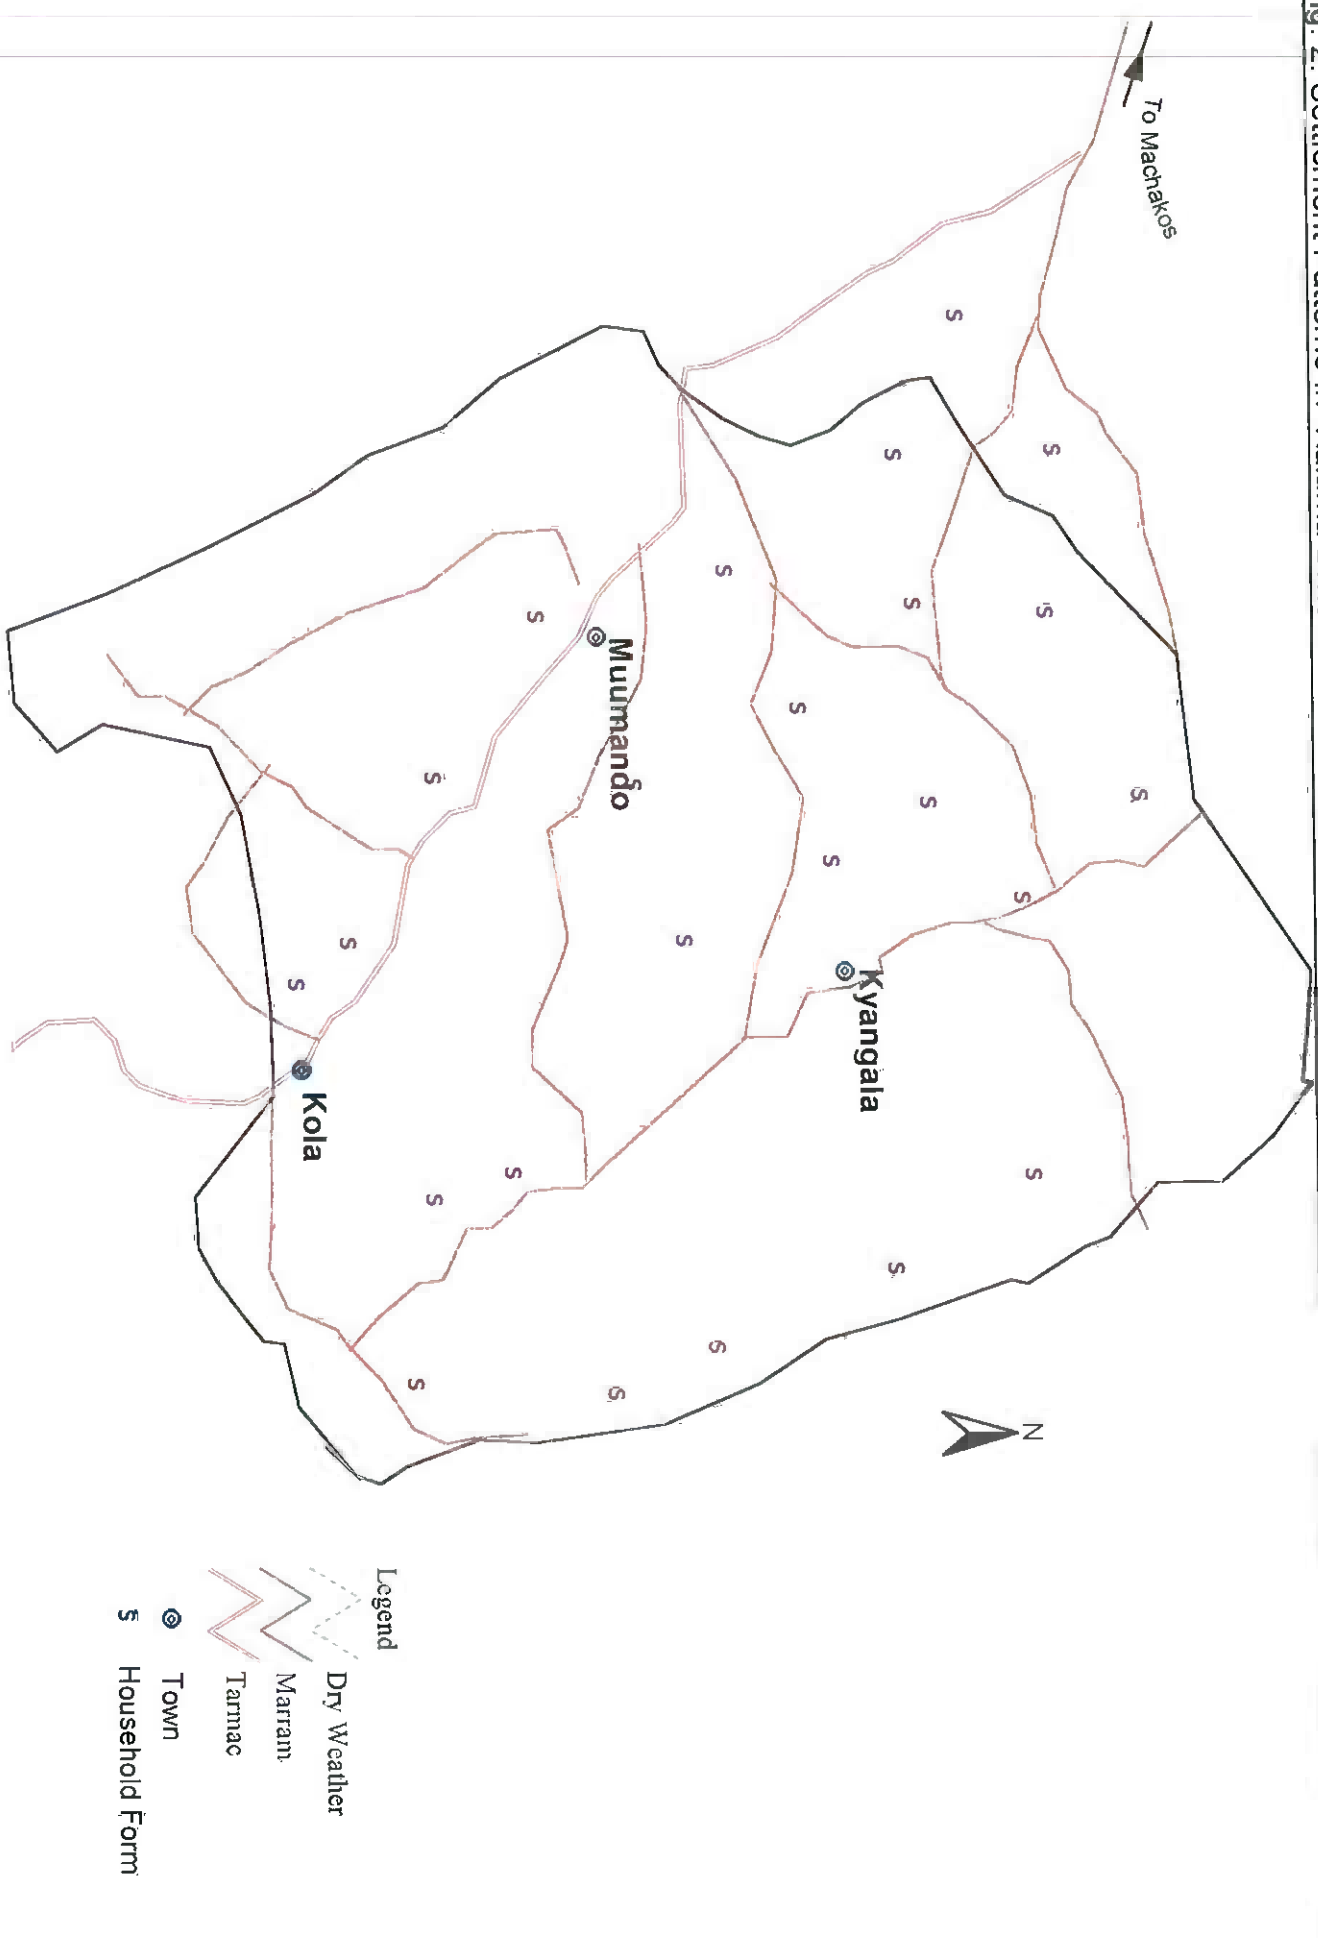 To Machakos
N
Muumando
Kyangala
Kola
Legend
Dry Weather
Marram
Tarmac
Town
Household Form